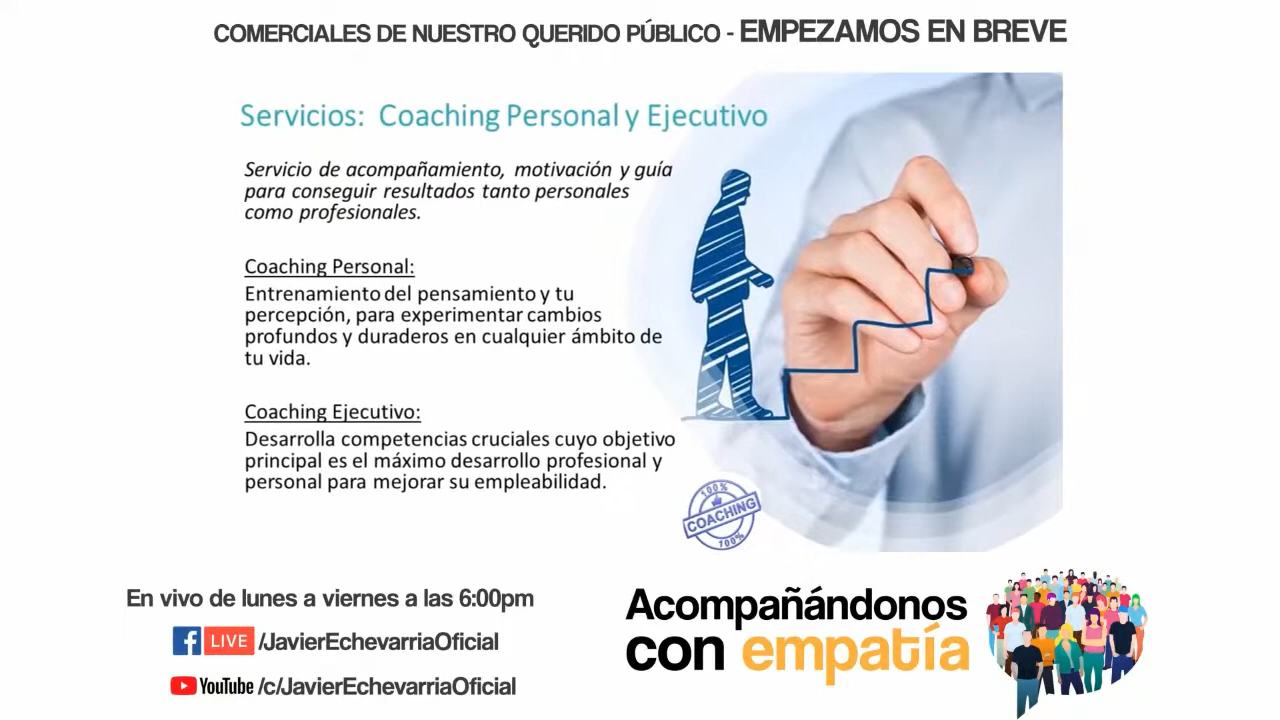 COMERCIALES DE NUESTRO QUERIDO PÚBLICO - EMPEZAMOS EN BREVE
Servicios: Coaching Personal y Ejecutivo
Servicio de acompañamiento, motivación y guía
para conseguir resultados tanto personales
como profesionales.
Coaching Personal:
Entrenamiento del pensamiento y tu
percepción, para experimentar cambios
profundos y duraderos en cualquier ámbito de
tu vida.
Coaching Ejecutivo:
Desarrolla competencias cruciales cuyo objetivo
principal es el máximo desarrollo profesional y
personal para mejorar su empleabilidad.
100%
COACHING
100%
En vivo de lunes a viernes a las 6:00pm
f LIVE /JavierEchevarriaOficial
YouTube /c/JavierEchevarriaOficial
Acompañándonos
con empatía